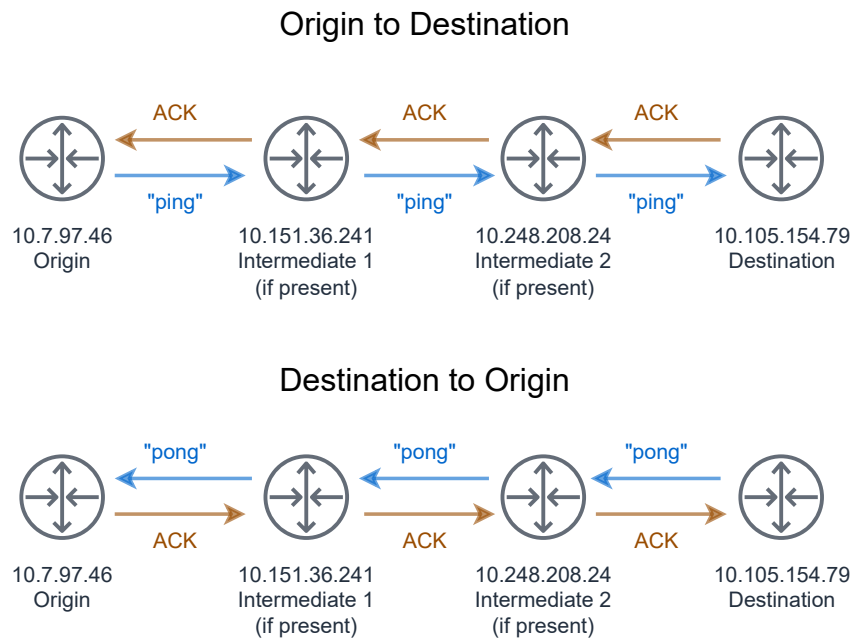 Origin to Destination
ACK ACK ACK
"ping" "ping" "ping"
10.7.97.46 10.151.36.241 10.248.208.24 10.105.154.79
Origin Intermediate 1 Intermediate 2 Destination
(if present) (if present)
Destination to Origin
"pong" "pong" "pong"
ACK ACK ACK
10.7.97.46 10.151.36.241 10.248.208.24 10.105.154.79
Origin Intermediate 1 Intermediate 2 Destination
(if present) (if present)